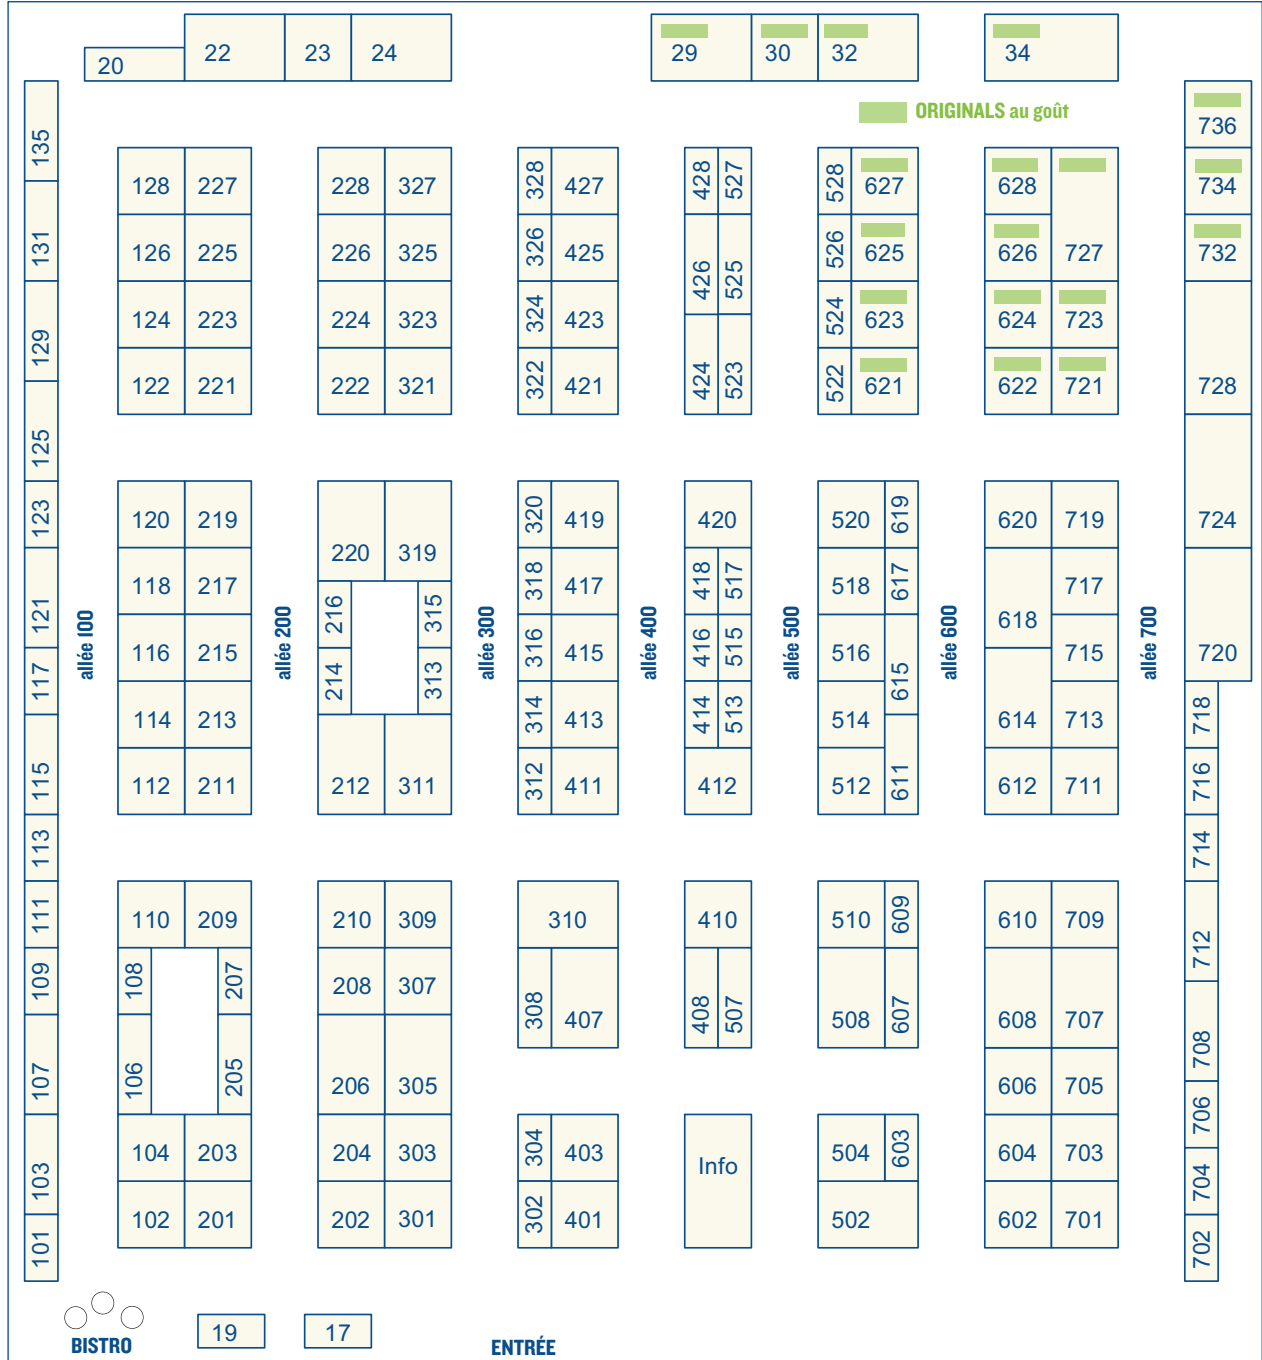 20 22 23 24 29 30 32 34
ORIGINALS au goût
736
135 128 227 228 327 328 427 428 527 528 627 628 734
131 126 225 226 325 326 425 426 525 526 625 626 727 732
129 124 223 224 323 324 423 524 623 624 723
122 221 222 321 322 421 424 523 522 621 622 721 728
125
123 120 219 220 319 320 419 420 520 619 620 719 724
121 118 217 216 315 318 417 418 517 518 617 618 717
allée 100 allée 200 allée 300 allée 400 allée 500 allée 600 allée 700
117 116 215 214 313 316 415 416 515 516 615 715 720
114 213 314 413 414 513 514 614 713 718
115 112 211 212 311 312 411 412 512 611 612 711 716
113 714
111 110 209 210 309 310 410 510 609 610 709 712
109 108 207 208 307 308 407 408 507 508 607 608 707
107 106 205 206 305 606 705 708
706
103 104 203 204 303 304 403 Info 504 603 604 703 704
101 102 201 202 301 302 401 502 602 701 702
BISTRO 19 17 ENTRÉE